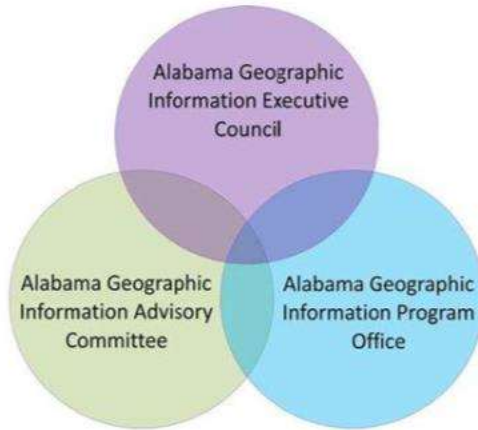 Alabama Geographic
Information Executive
Council
Alabama Geographic
Information Advisory
Committee
Alabama Geographic
Information Program
Office